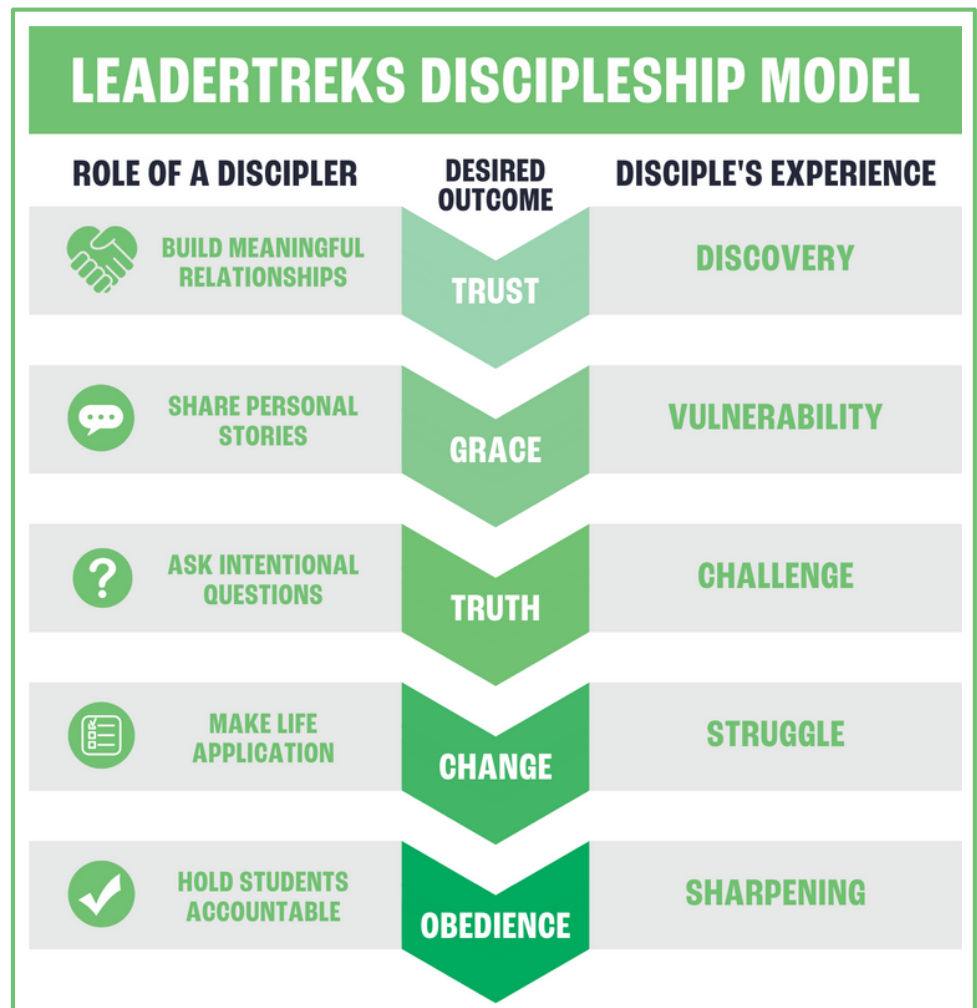 LEADERTREKS DISCIPLESHIP MODEL
ROLE OF A DISCIPLER
DESIRED
OUTCOME
DISCIPLE'S EXPERIENCE
BUILD MEANINGFUL
RELATIONSHIPS
TRUST
DISCOVERY
SHARE PERSONAL
STORIES
GRACE
VULNERABILITY
ASK INTENTIONAL
QUESTIONS
TRUTH
CHALLENGE
MAKE LIFE
APPLICATION
CHANGE
STRUGGLE
HOLD STUDENTS
ACCOUNTABLE
OBEDIENCE
SHARPENING